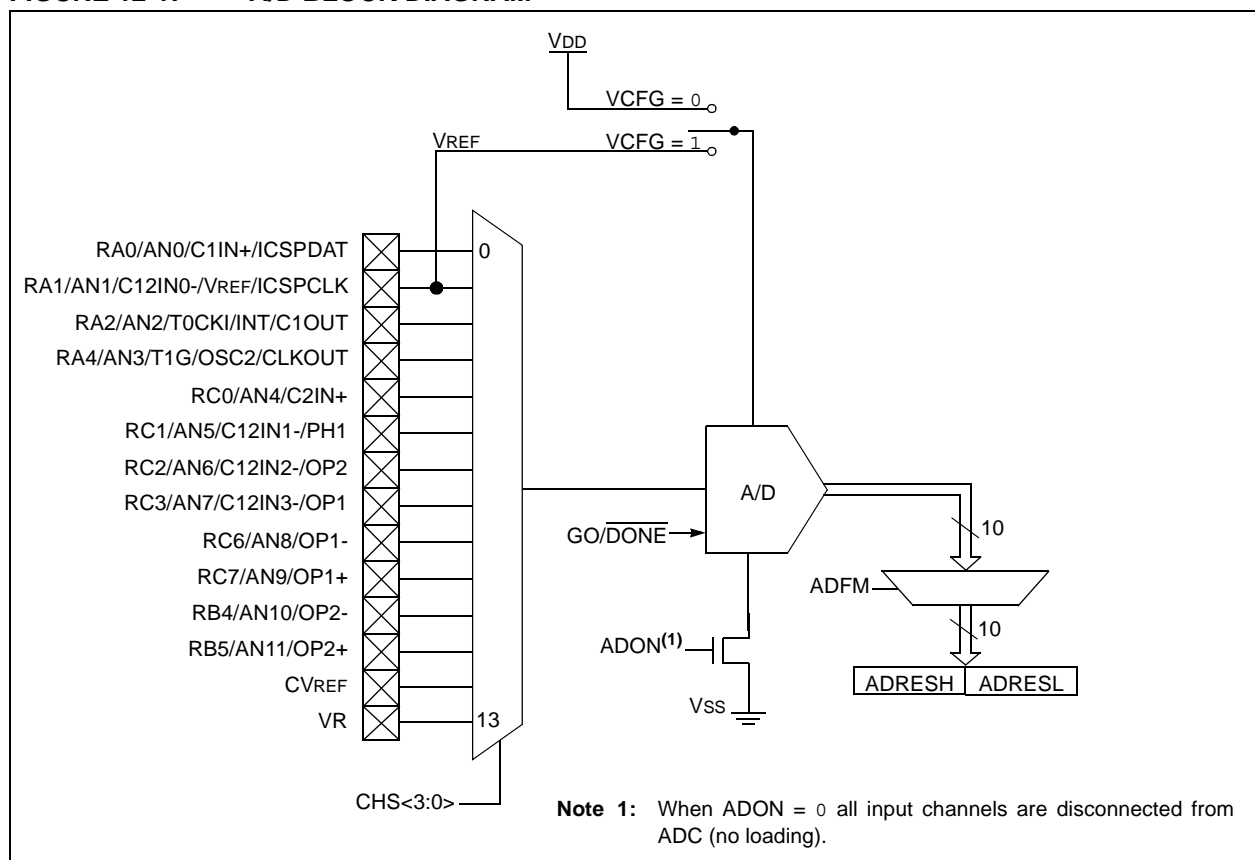 VDD
VCFG = 0
VREF
VCFG = 1
RA0/AN0/C1IN+/ICSPDAT
0
RA1/AN1/C12IN0-/VREF/ICSPCLK
RA2/AN2/T0CKI/INT/C1OUT
RA4/AN3/T1G/OSC2/CLKOUT
RC0/AN4/C2IN+
RC1/AN5/C12IN1-/PH1
RC2/AN6/C12IN2-/OP2
RC3/AN7/C12IN3-/OP1
A/D
GO/DONE
10
RC6/AN8/OP1-
RC7/AN9/OP1+
ADFM
RB4/AN10/OP2-
10
RB5/AN11/OP2+
ADON(1)
CVREF
ADRESH ADRESL
VR
13
VSS
CHS<3:0>
Note 1: When ADON = 0 all input channels are disconnected from
ADC (no loading).